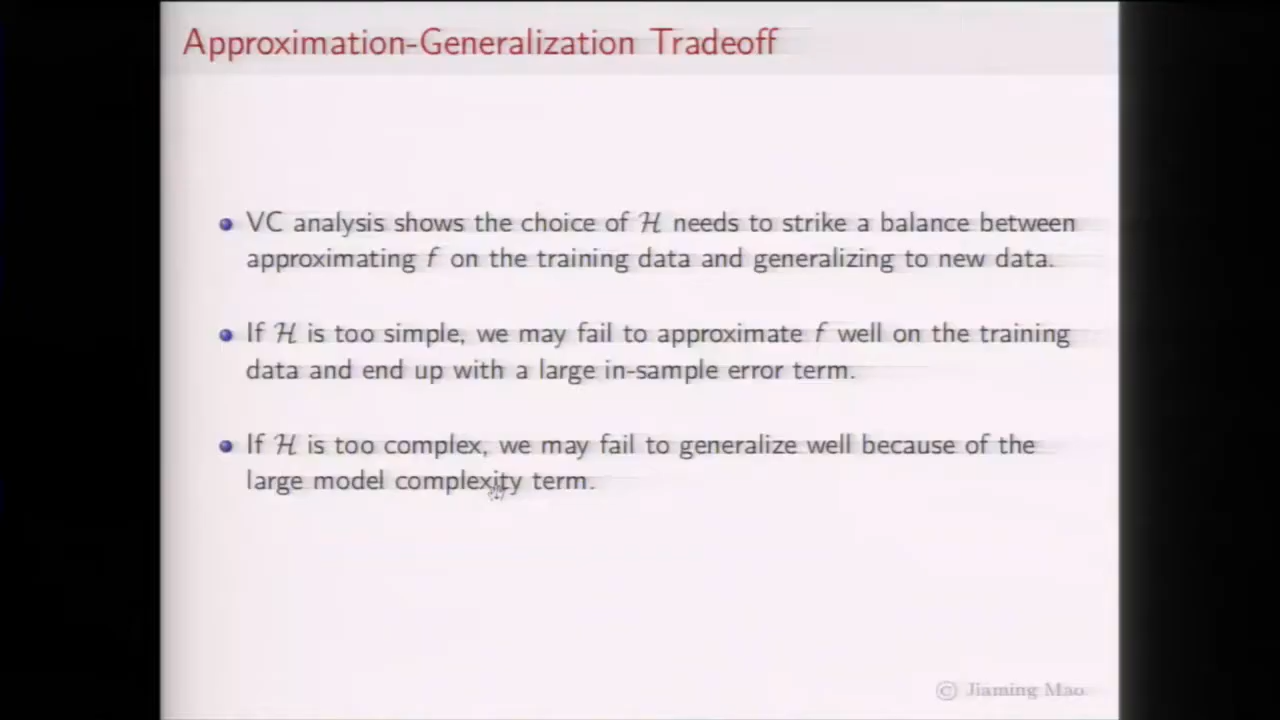 Approximation-Generalization Tradeoff
VC analysis shows the choice of ℋ needs to strike a balance between
approximating f on the training data and generalizing to new data.
If ℋ is too simple, we may fail to approximate f well on the training
data and end up with a large in-sample error term.
If ℋ is too complex, we may fail to generalize well because of the
large model complexity term.
© Jiaming Mao